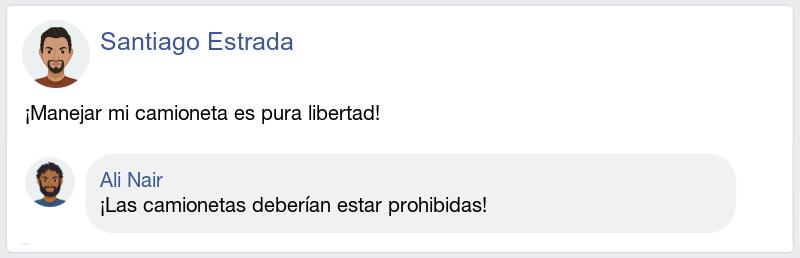 Santiago Estrada
¡Manejar mi camioneta es pura libertad!
Ali Nair
¡Las camionetas deberían estar prohibidas!